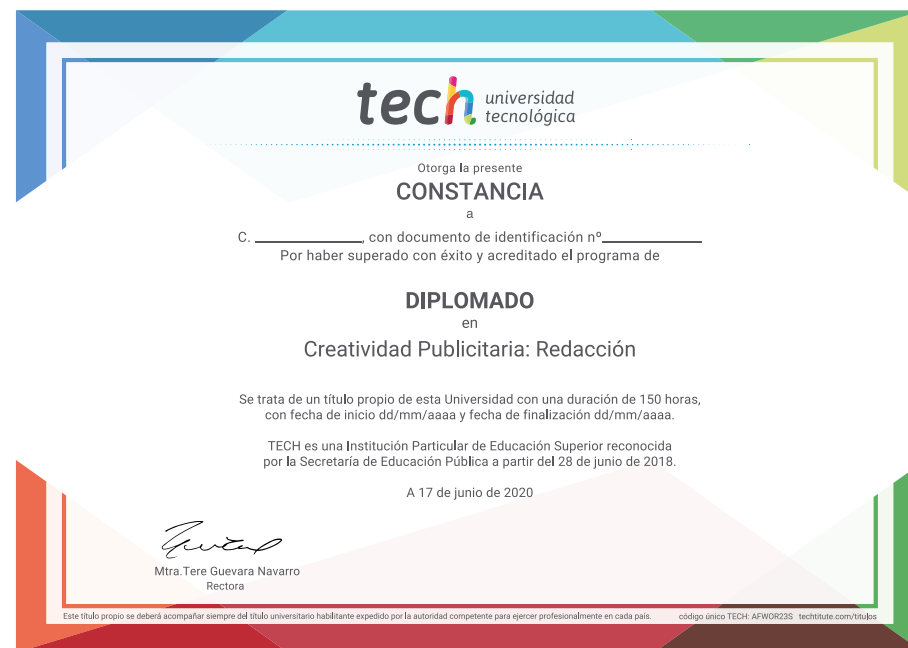 tech universidad
tecnológica
Otorga la presente
CONSTANCIA
a
C. ____________, con documento de identificación nº____________
Por haber superado con éxito y acreditado el programa de
DIPLOMADO
en
Creatividad Publicitaria: Redacción
Se trata de un título propio de esta Universidad con una duración de 150 horas,
con fecha de inicio dd/mm/aaaa y fecha de finalización dd/mm/aaaa.
TECH es una Institución Particular de Educación Superior reconocida
por la Secretaría de Educación Pública a partir del 28 de junio de 2018.
A 17 de junio de 2020
Mtra.Tere Guevara Navarro
Rectora
Este título propio se deberá acompañar siempre del título universitario habilitante expedido por la autoridad competente para ejercer profesionalmente en cada país. código único TECH: AFWOR23S techtitute.com/titulos